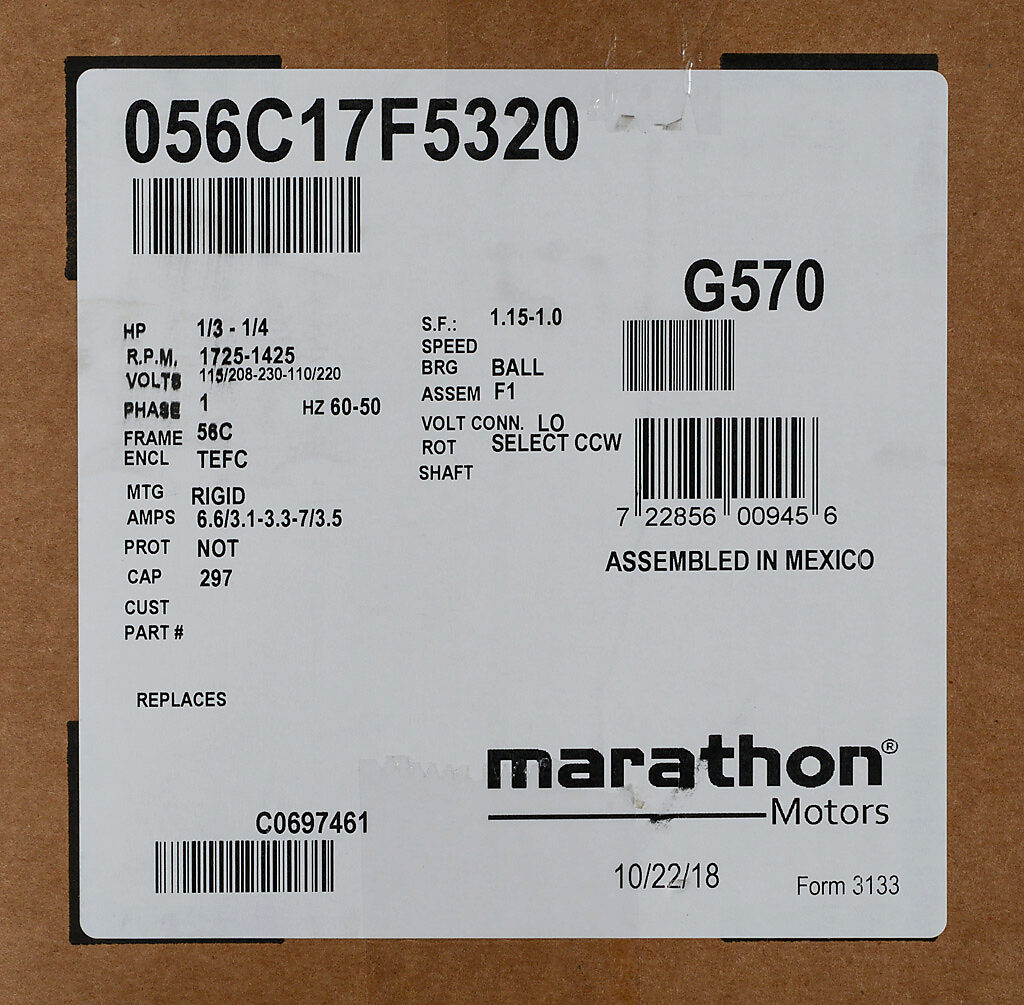 056C17F5320
G570
HP 1/3 - 1/4
R.P.M. 1725-1425
VOLTS 115/208-230-110/220
PHASE 1 HZ 60-50
FRAME 56C
ENCL TEFC
MTG RIGID
AMPS 6.6/3.1-3.3-7/3.5
PROT NOT
CAP 297
CUST
PART #
REPLACES
S.F.: 1.15-1.0
SPEED
BRG BALL
ASSEM F1
VOLT CONN. LO
ROT SELECT CCW
SHAFT
7 22856 00945 6
ASSEMBLED IN MEXICO
marathon®
Motors
C0697461
10/22/18
Form 3133